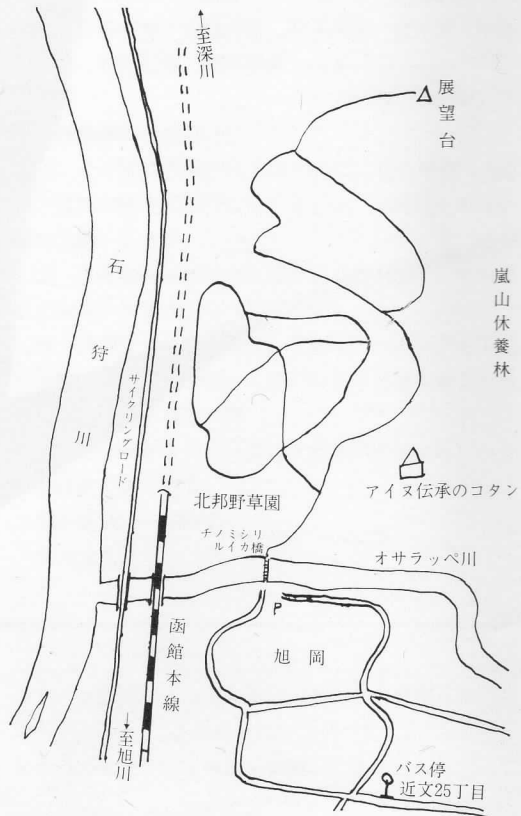 至深川
展望台
石狩川
嵐山休養林
サイクリングロード
アイヌ伝承のコタン
北邦野草園
チノミシリ
ルイカ橋
オサラッペ川
P
旭岡
函館本線
至旭川
バス停
近文25丁目